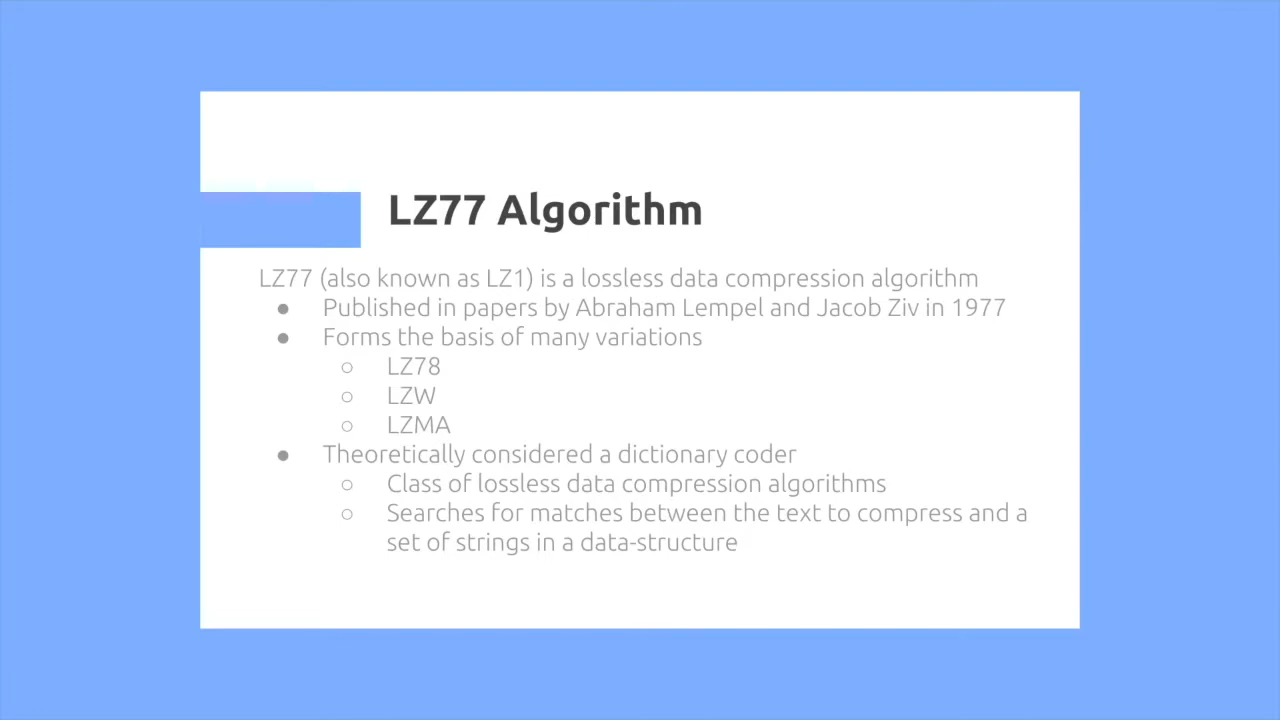 LZ77 Algorithm
LZ77 (also known as LZ1) is a lossless data compression algorithm
● Published in papers by Abraham Lempel and Jacob Ziv in 1977
● Forms the basis of many variations
○ LZ78
○ LZW
○ LZMA
● Theoretically considered a dictionary coder
○ Class of lossless data compression algorithms
○ Searches for matches between the text to compress and a
set of strings in a data-structure